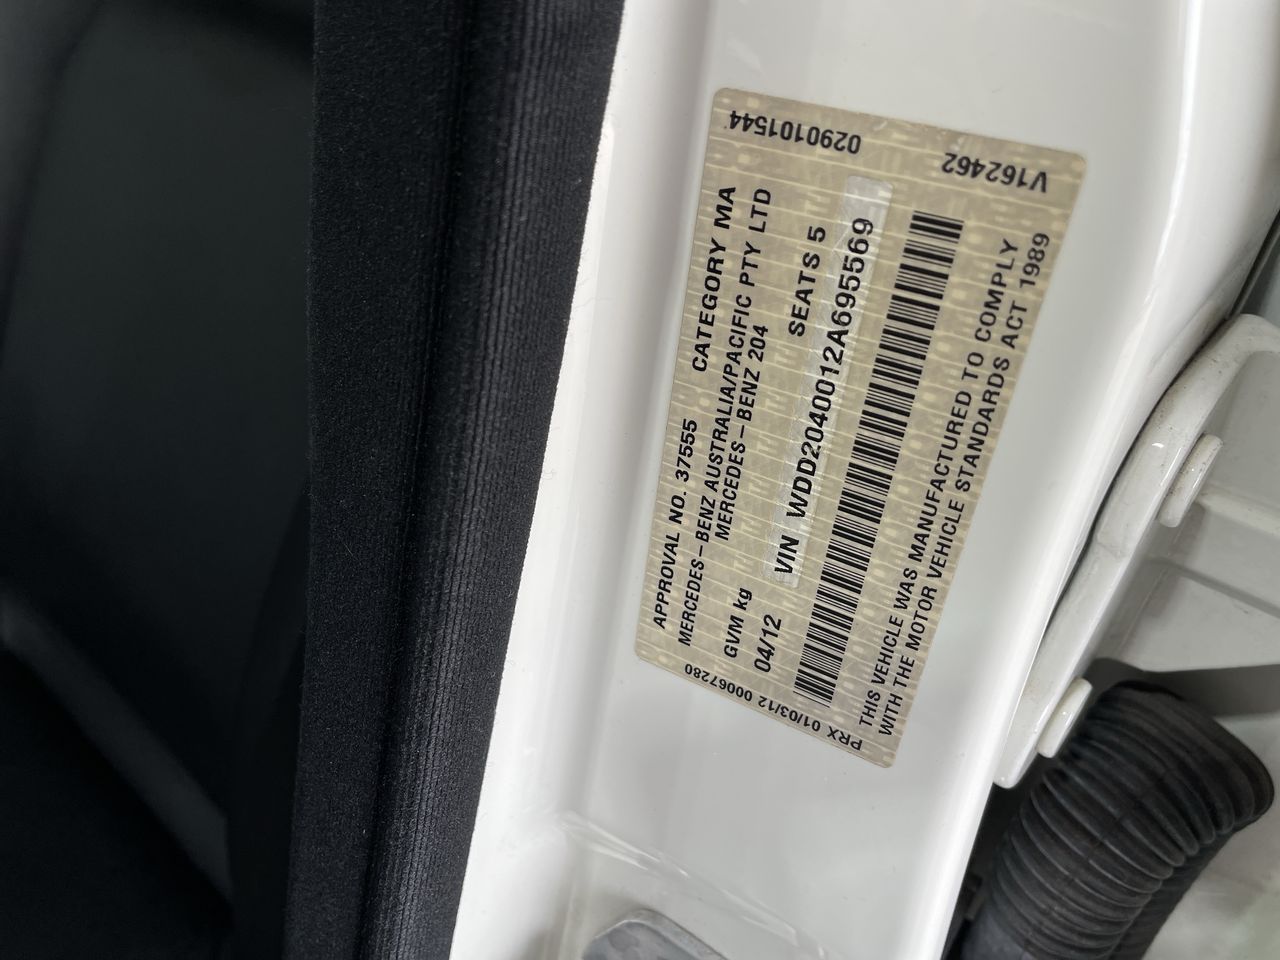 APPROVAL NO. 37555 CATEGORY MA
MERCEDES-BENZ AUSTRALIA/PACIFIC PTY LTD
MERCEDES-BENZ 204
GVM kg SEATS 5
04/12 VIN WDD2040012A695569
THIS VEHICLE WAS MANUFACTURED TO COMPLY
WITH THE MOTOR VEHICLE STANDARDS ACT 1989
PRX 01/03/12 00067280
0290101544
V162462